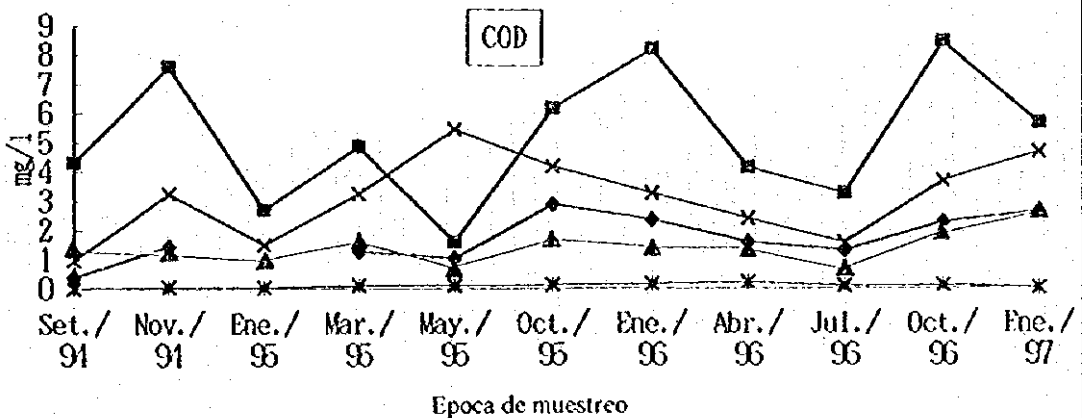 COD
mg/l
9
8
7
6
5
4
3
2
1
0
Set./ Nov./ Ene./ Mar./ May./ Oct./ Ene./ Abr./ Jul./ Oct./ Ene./
94 94 95 95 95 95 96 96 96 96 97
Epoca de muestreo